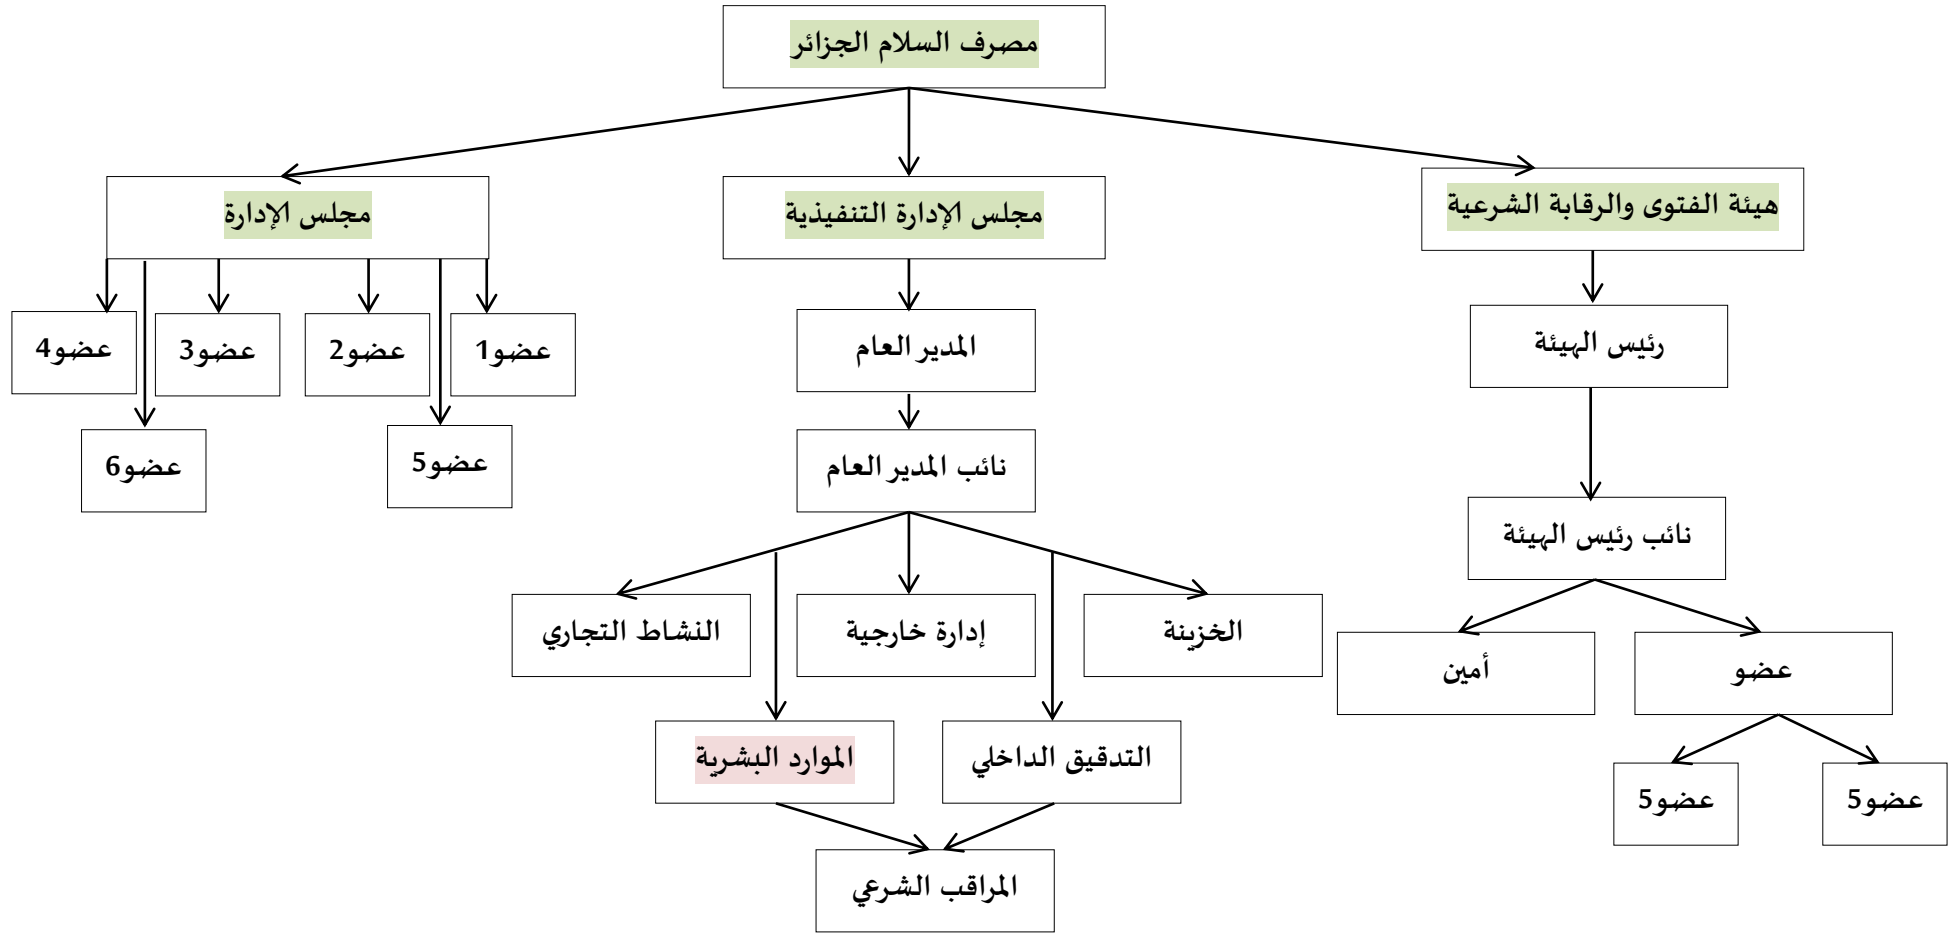 مصرف السلام الجزائر
هيئة الفتوى والرقابة الشرعية
مجلس الإدارة التنفيذية
مجلس الإدارة
رئيس الهيئة
المدير العام
عضو1
عضو2
عضو3
عضو4
نائب المدير العام
عضو5
عضو6
نائب رئيس الهيئة
الخزينة
إدارة خارجية
النشاط التجاري
عضو
أمين
التدقيق الداخلي
الموارد البشرية
عضو5
عضو5
المراقب الشرعي